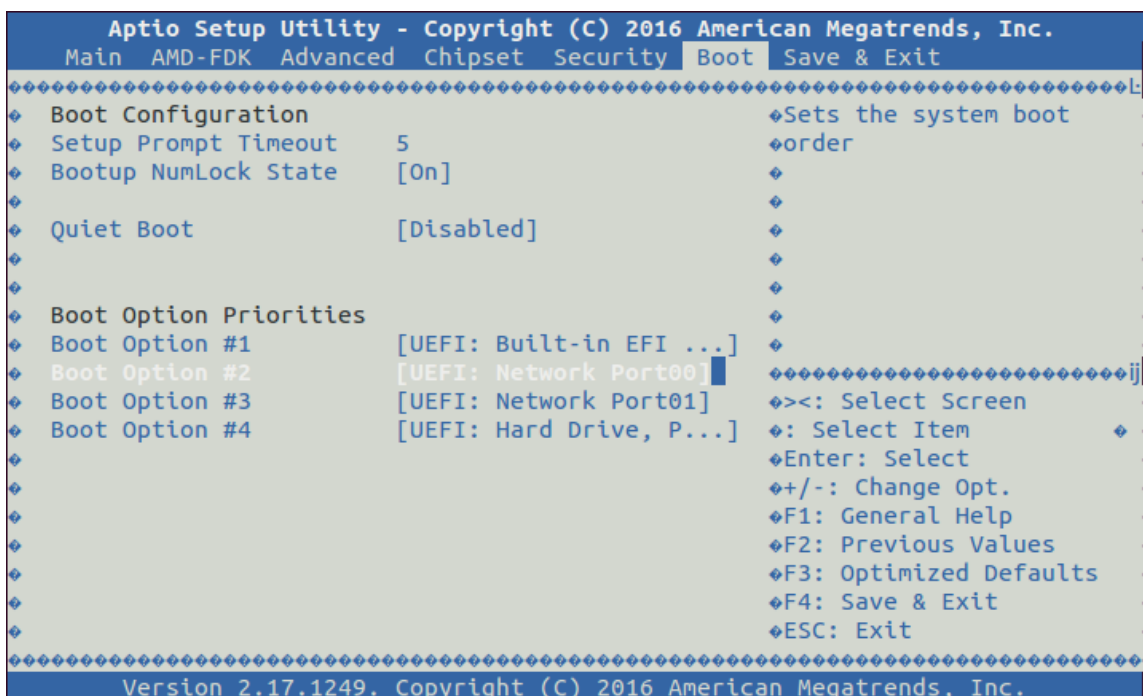 Aptio Setup Utility - Copyright (C) 2016 American Megatrends, Inc.
Main AMD-FDK Advanced Chipset Security Boot Save & Exit
Boot Configuration
Setup Prompt Timeout 5
Bootup NumLock State [On]
Quiet Boot [Disabled]
Boot Option Priorities
Boot Option #1 [UEFI: Built-in EFI ...]
Boot Option #2 [UEFI: Network Port00]
Boot Option #3 [UEFI: Network Port01]
Boot Option #4 [UEFI: Hard Drive, P...]
Sets the system boot
order
><: Select Screen
: Select Item
Enter: Select
+/-: Change Opt.
F1: General Help
F2: Previous Values
F3: Optimized Defaults
F4: Save & Exit
ESC: Exit
Version 2.17.1249. Copyright (C) 2016 American Megatrends, Inc.